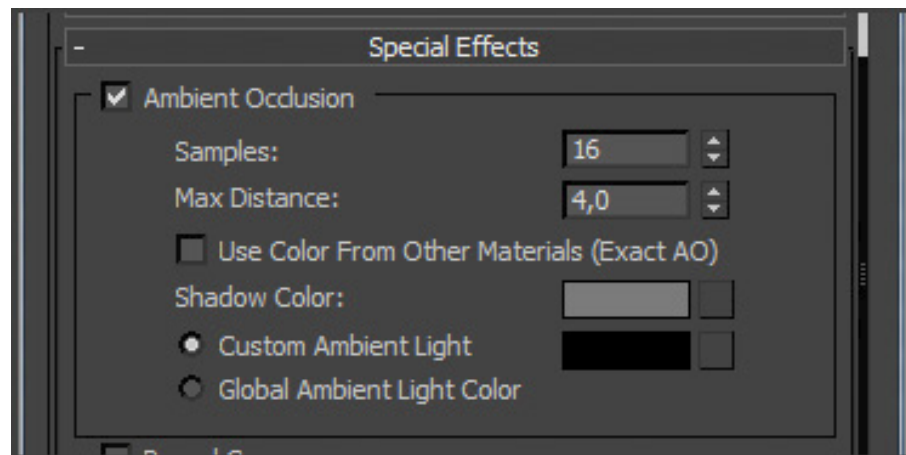 - Special Effects
Ambient Occlusion
Samples: 16
Max Distance: 4,0
Use Color From Other Materials (Exact AO)
Shadow Color:
Custom Ambient Light
Global Ambient Light Color